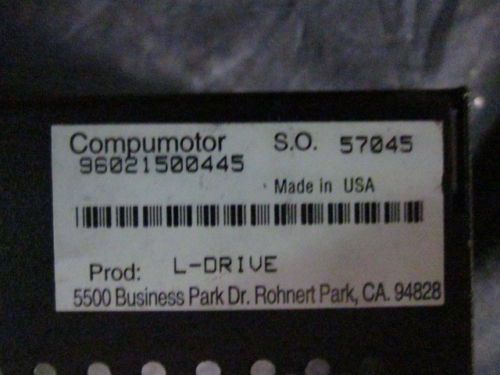 Compumotor S.O. 57045
96021500445
Made in USA
Prod: L-DRIVE
5500 Business Park Dr. Rohnert Park, CA. 94828